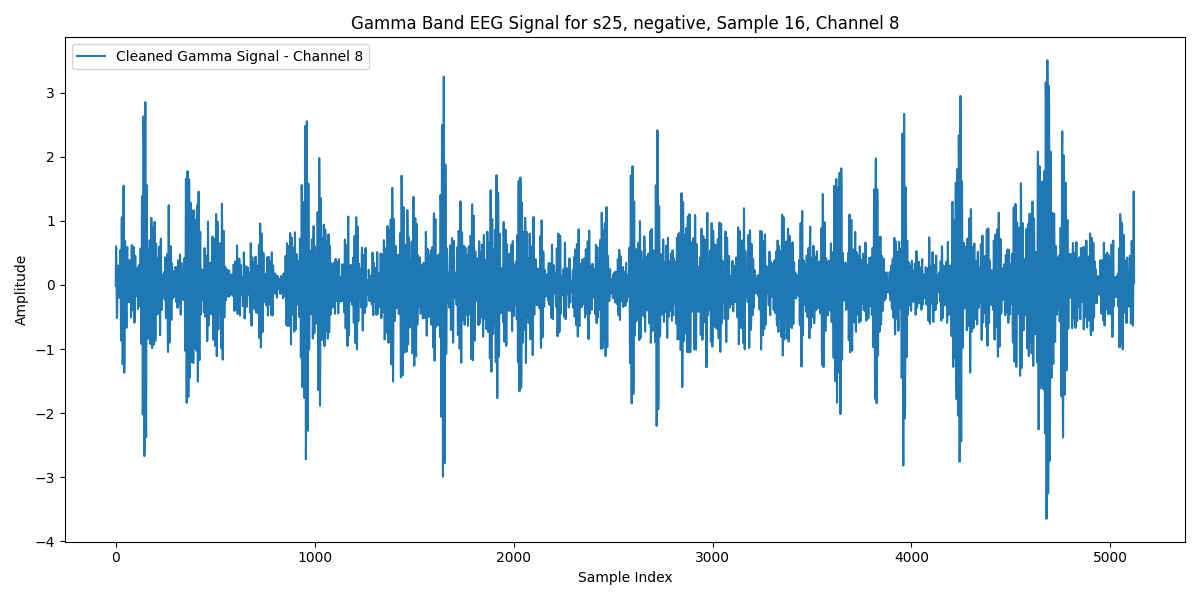 Gamma Band EEG Signal for s25, negative, Sample 16, Channel 8
Cleaned Gamma Signal - Channel 8
3
2
1
0
−1
−2
−3
−4
Amplitude
0 1000 2000 3000 4000 5000
Sample Index